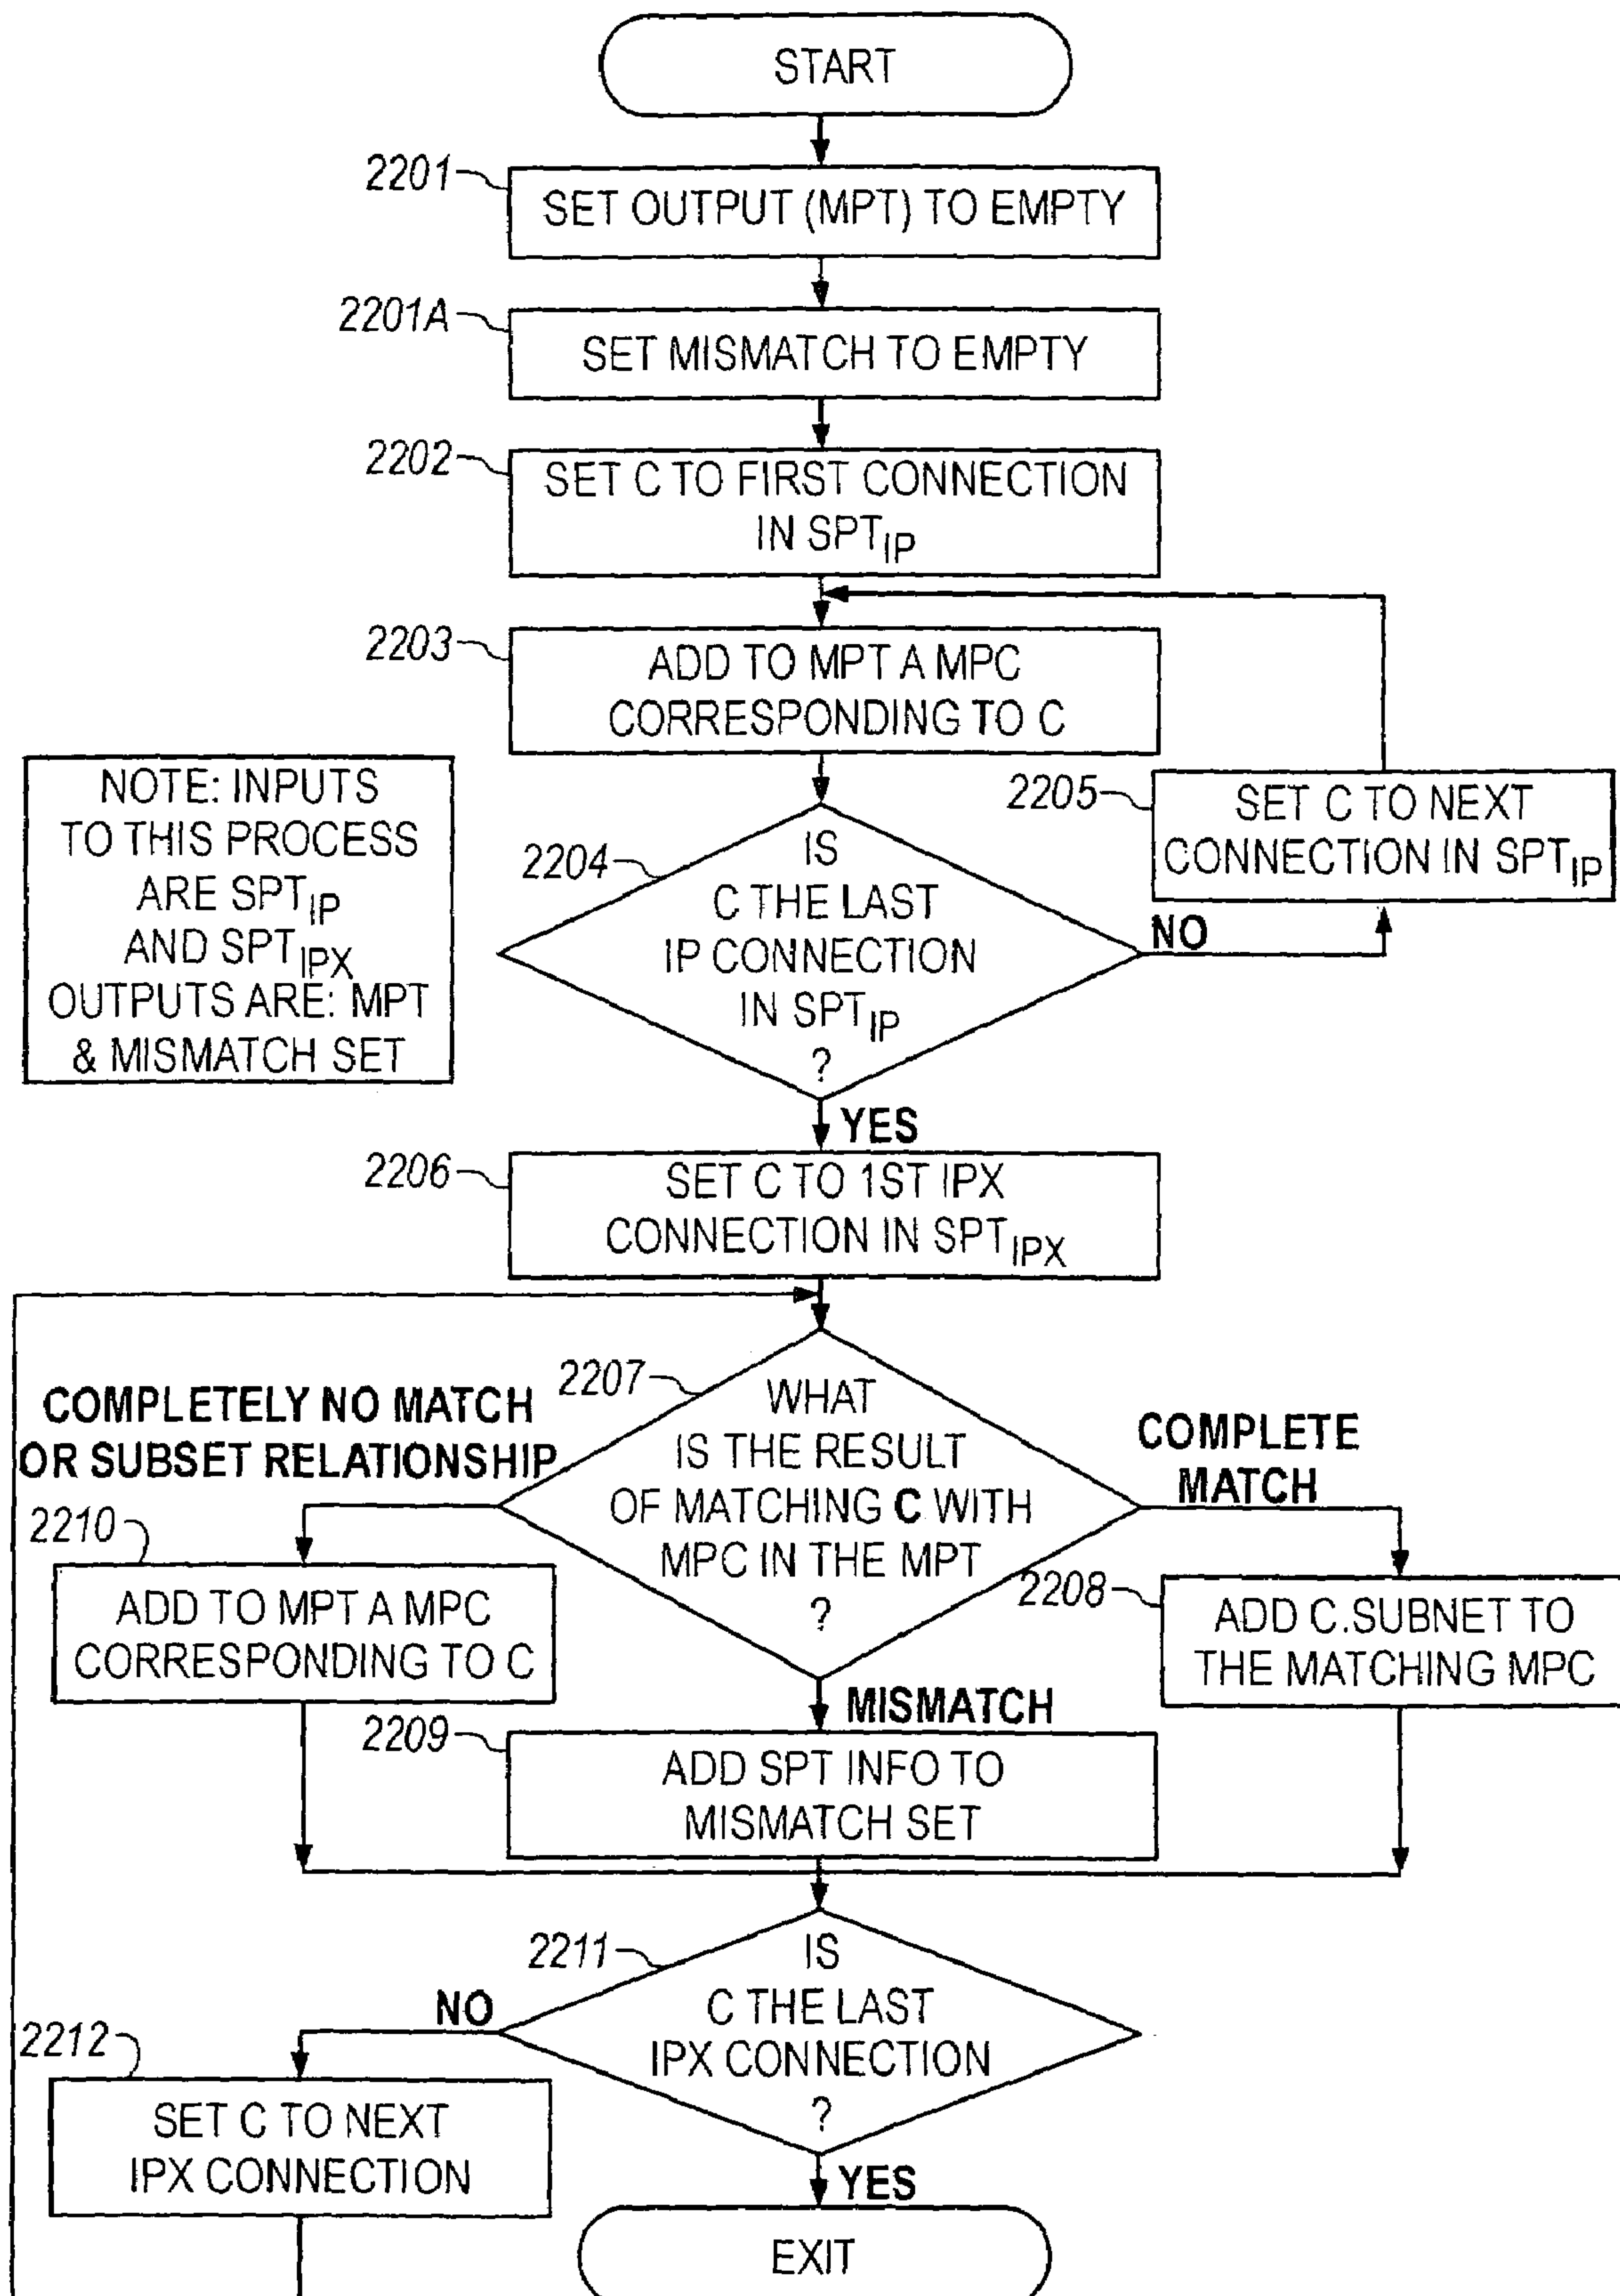 START
2201
SET OUTPUT (MPT) TO EMPTY
2201A
SET MISMATCH TO EMPTY
2202
SET C TO FIRST CONNECTION
IN SPT_IP
2203
ADD TO MPT A MPC
CORRESPONDING TO C
NOTE: INPUTS
TO THIS PROCESS
ARE SPT_IP
AND SPT_IPX
OUTPUTS ARE: MPT
& MISMATCH SET
2204
IS
C THE LAST
IP CONNECTION
IN SPT_IP
?
NO
2205
SET C TO NEXT
CONNECTION IN SPT_IP
YES
2206
SET C TO 1ST IPX
CONNECTION IN SPT_IPX
2207
WHAT
IS THE RESULT
OF MATCHING C WITH
MPC IN THE MPT
?
COMPLETELY NO MATCH
OR SUBSET RELATIONSHIP
COMPLETE
MATCH
2210
ADD TO MPT A MPC
CORRESPONDING TO C
2208
ADD C.SUBNET TO
THE MATCHING MPC
MISMATCH
2209
ADD SPT INFO TO
MISMATCH SET
2211
IS
C THE LAST
IPX CONNECTION
?
NO
2212
SET C TO NEXT
IPX CONNECTION
YES
EXIT